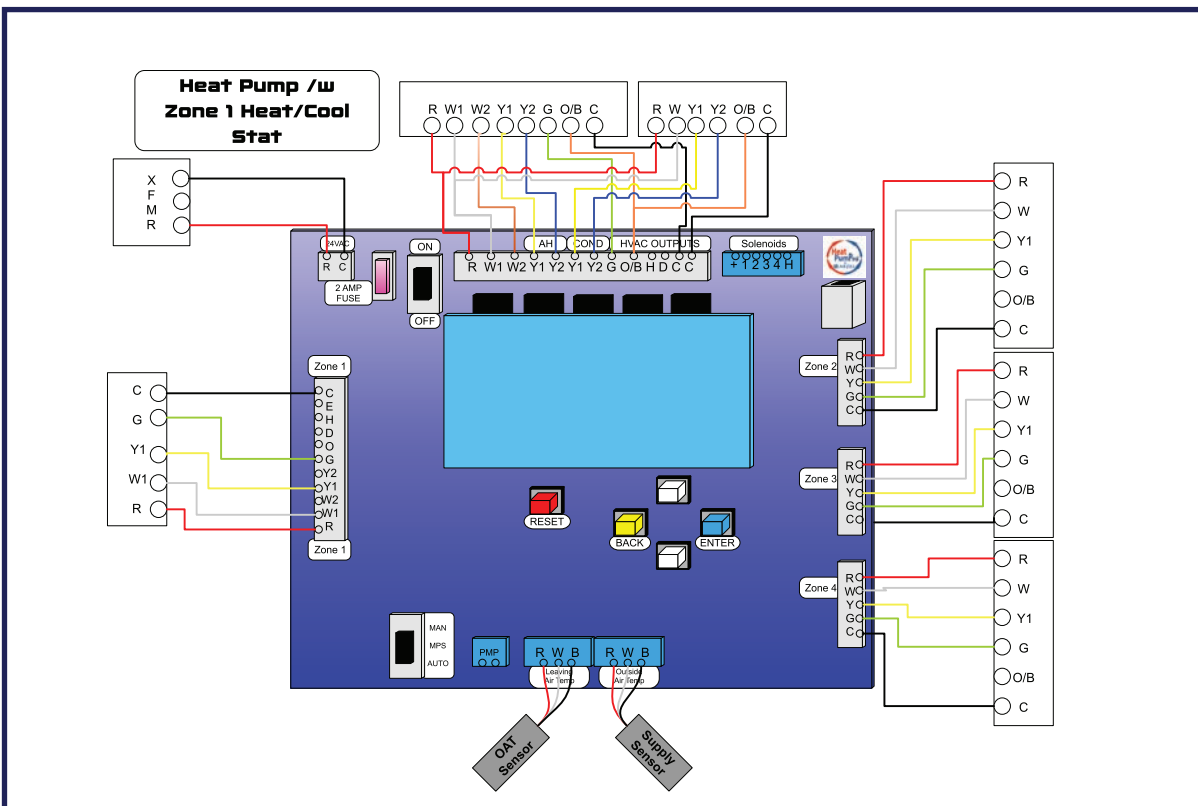 Heat Pump /w
Zone 1 Heat/Cool
Stat
R W1 W2 Y1 Y2 G O/B C
R W Y1 Y2 O/B C
X
F
M
R
24VAC
R C
2 AMP
FUSE
ON
OFF
AH COND HVAC OUTPUTS
R W1 W2 Y1 Y2 Y1 Y2 G O/B H D C C
Solenoids
+ 1 2 3 4 H
Heat
Pump
C
G
Y1
W1
R
Zone 1
C
E
H
D
O
G
Y2
Y1
W2
W1
R
Zone 1
RESET
BACK
ENTER
Zone 2
R
W
Y
G
C
Zone 3
R
W
Y
G
C
Zone 4
R
W
Y
G
C
R
W
Y1
G
O/B
C
R
W
Y1
G
O/B
C
R
W
Y1
G
O/B
C
MAN
MPS
AUTO
PMP
R W B
Leaving
Air Temp
R W B
Outside
Air Temp
OAT
Sensor
Supply
Sensor